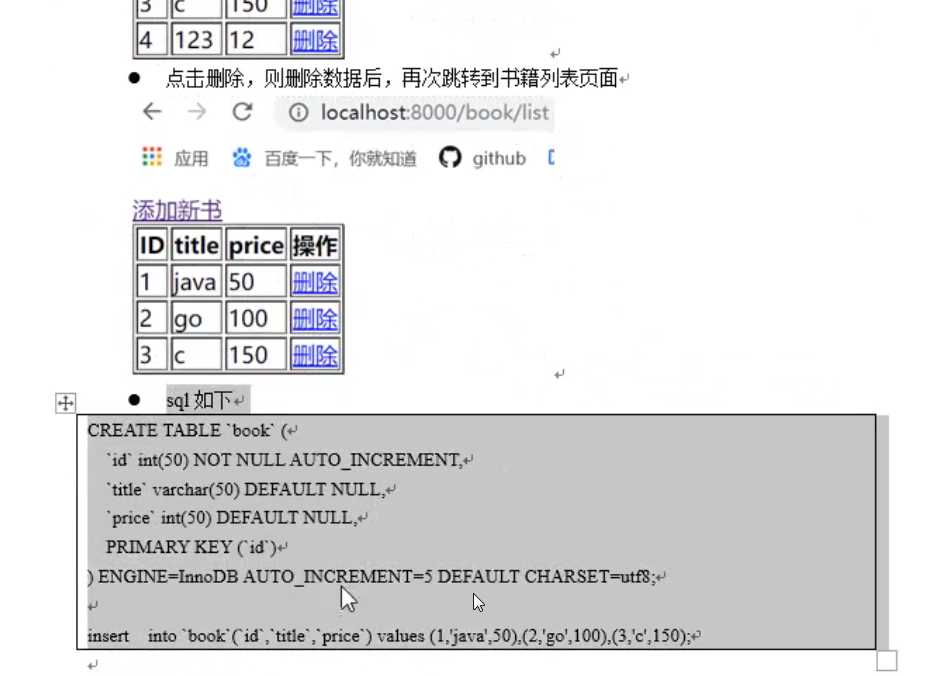 3 c 150 删除
4 123 12 删除
● 点击删除，则删除数据后，再次跳转到书籍列表页面
localhost:8000/book/list
应用 百度一下，你就知道 github
添加新书
ID title price 操作
1 java 50 删除
2 go 100 删除
3 c 150 删除
● sql 如下
CREATE TABLE `book` (
`id` int(50) NOT NULL AUTO_INCREMENT,
`title` varchar(50) DEFAULT NULL,
`price` int(50) DEFAULT NULL,
PRIMARY KEY (`id`)
) ENGINE=InnoDB AUTO_INCREMENT=5 DEFAULT CHARSET=utf8;
insert into `book`(`id`,`title`,`price`) values (1,'java',50),(2,'go',100),(3,'c',150);